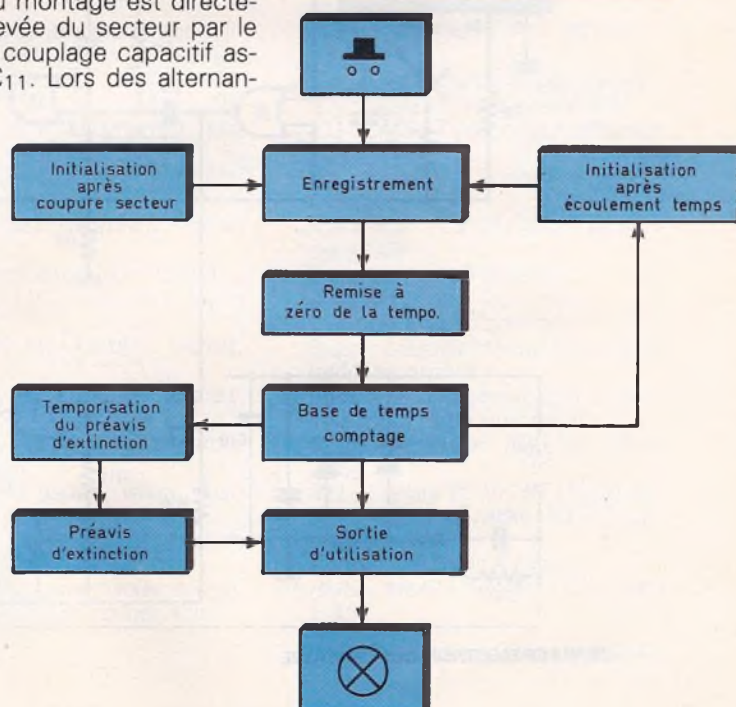 montage est directe-
evée du secteur par le
couplage capacitif as-
C11. Lors des alternan-
Initialisation
après
coupure secteur
Enregistrement
Initialisation
après
écoulement temps
Remise à
zéro de la tempo.
Temporisation
du préavis
d'extinction
Base de temps
comptage
Préavis
d'extinction
Sortie
d'utilisation